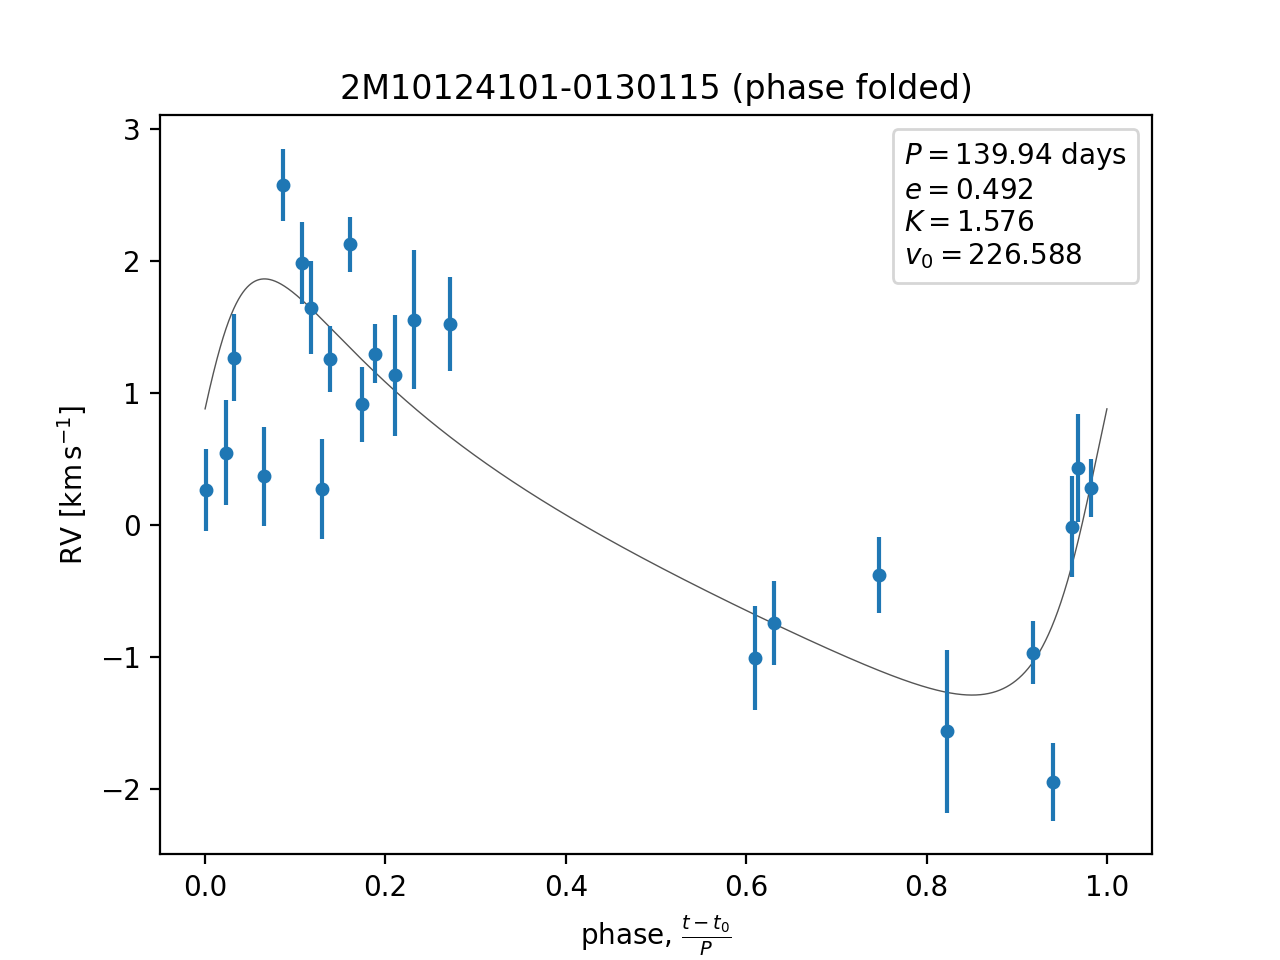 2M10124101-0130115 (phase folded)
P = 139.94 days
e = 0.492
K = 1.576
v₀ = 226.588
RV [km s⁻¹]
3
2
1
0
−1
−2
0.0 0.2 0.4 0.6 0.8 1.0
phase, (t − t₀)/P